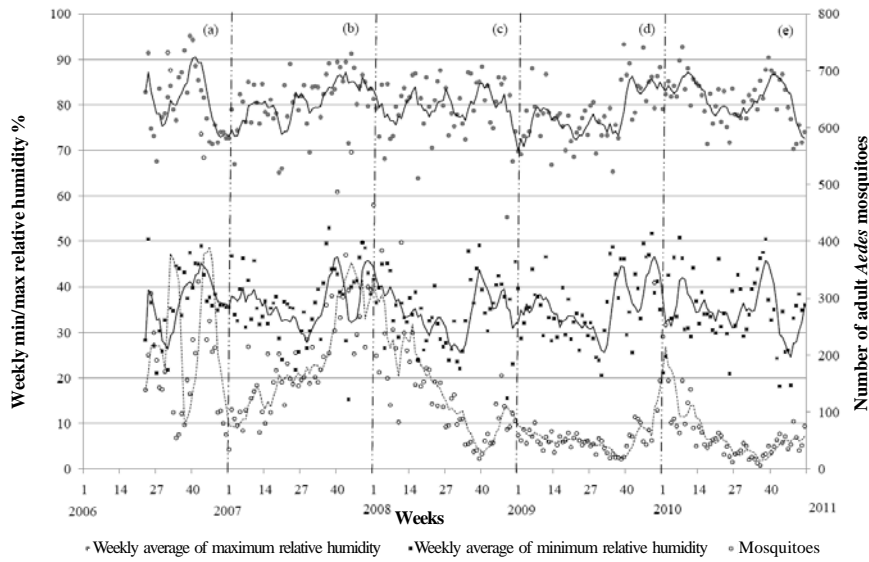 100 90 80 70 60 50 40 30 20 10 0
Weekly min/max relative humidity %
(a) (b) (c) (d) (e)
800 700 600 500 400 300 200 100 0
Number of adult Aedes mosquitoes
1 14 27 40 1 14 27 40 1 14 27 40 1 14 27 40 1 14 27 40
2006 2007 2008 2009 2010 2011
Weeks
Weekly average of maximum relative humidity Weekly average of minimum relative humidity Mosquitoes